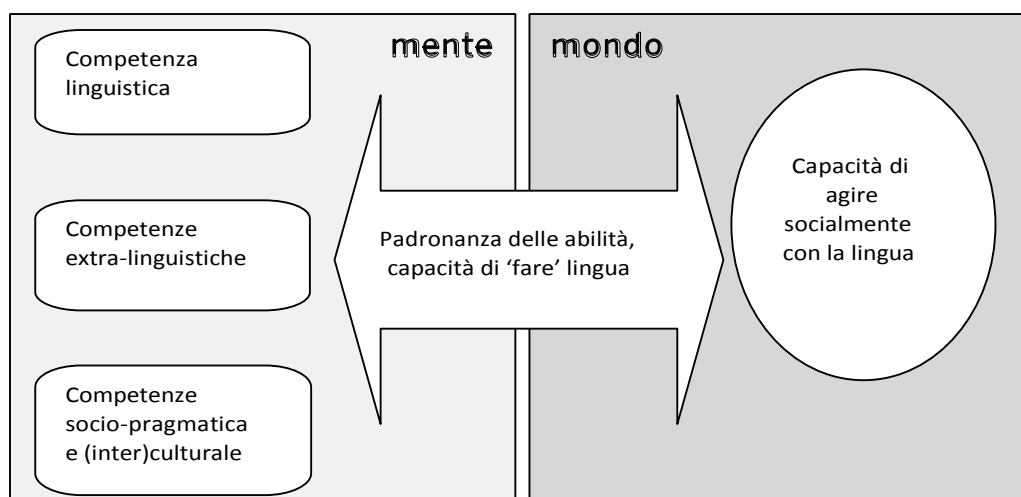 mente
mondo
Competenza
linguistica
Competenze
extra-linguistiche
Competenze
socio-pragmatica
e (inter)culturale
Padronanza delle abilità,
capacità di ‘fare’ lingua
Capacità di
agire
socialmente
con la lingua